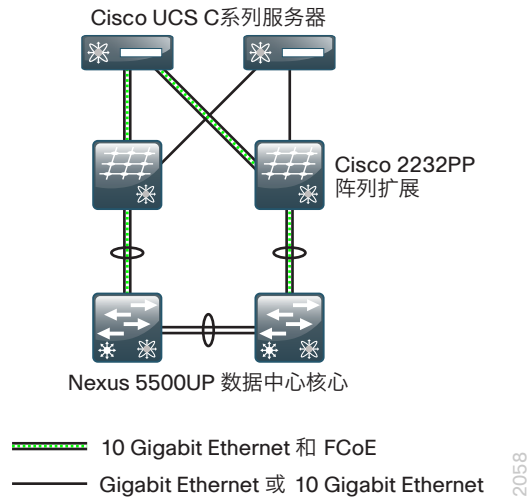 Cisco UCS C系列服务器
Cisco 2232PP
阵列扩展
Nexus 5500UP 数据中心核心
10 Gigabit Ethernet 和 FCoE
Gigabit Ethernet 或 10 Gigabit Ethernet
2058